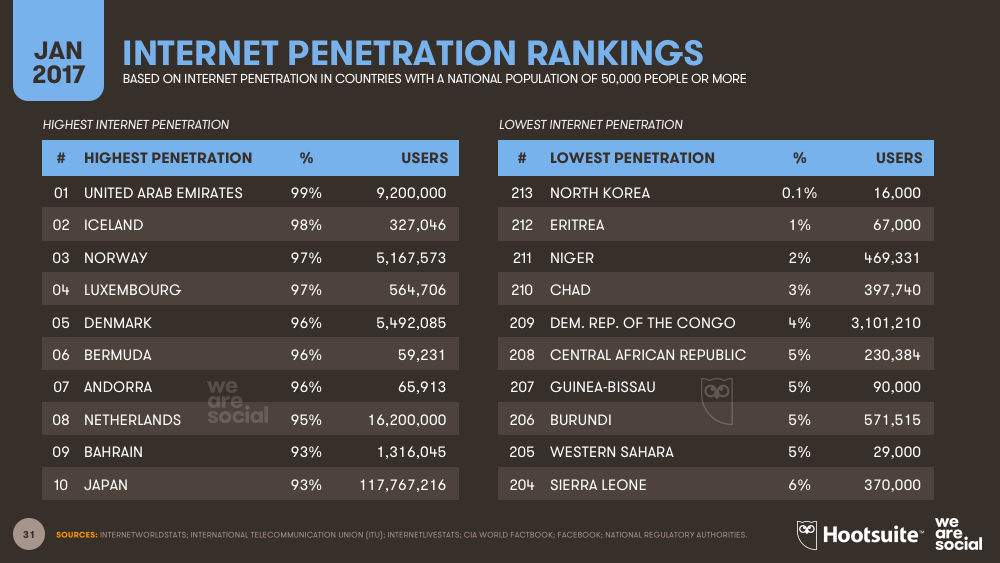 JAN
2017
INTERNET PENETRATION RANKINGS
BASED ON INTERNET PENETRATION IN COUNTRIES WITH A NATIONAL POPULATION OF 50,000 PEOPLE OR MORE
HIGHEST INTERNET PENETRATION
# HIGHEST PENETRATION % USERS
01 UNITED ARAB EMIRATES 99% 9,200,000
02 ICELAND 98% 327,046
03 NORWAY 97% 5,167,573
04 LUXEMBOURG 97% 564,706
05 DENMARK 96% 5,492,085
06 BERMUDA 96% 59,231
07 ANDORRA 96% 65,913
08 NETHERLANDS 95% 16,200,000
09 BAHRAIN 93% 1,316,045
10 JAPAN 93% 117,767,216
we
are
social
LOWEST INTERNET PENETRATION
# LOWEST PENETRATION % USERS
213 NORTH KOREA 0.1% 16,000
212 ERITREA 1% 67,000
211 NIGER 2% 469,331
210 CHAD 3% 397,740
209 DEM. REP. OF THE CONGO 4% 3,101,210
208 CENTRAL AFRICAN REPUBLIC 5% 230,384
207 GUINEA-BISSAU 5% 90,000
206 BURUNDI 5% 571,515
205 WESTERN SAHARA 5% 29,000
204 SIERRA LEONE 6% 370,000
31 SOURCES: INTERNETWORLDSTATS; INTERNATIONAL TELECOMMUNICATION UNION (ITU); INTERNETLIVESTATS; CIA WORLD FACTBOOK; FACEBOOK; NATIONAL REGULATORY AUTHORITIES.
Hootsuite™
we
are
social